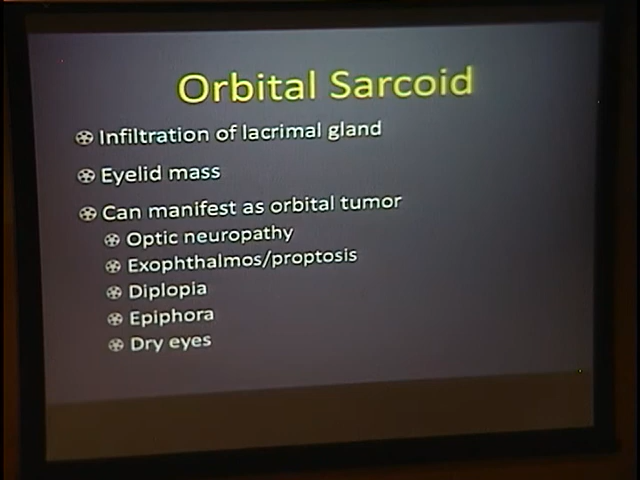 Orbital Sarcoid
Infiltration of lacrimal gland
Eyelid mass
Can manifest as orbital tumor
Optic neuropathy
Exophthalmos/proptosis
Diplopia
Epiphora
Dry eyes